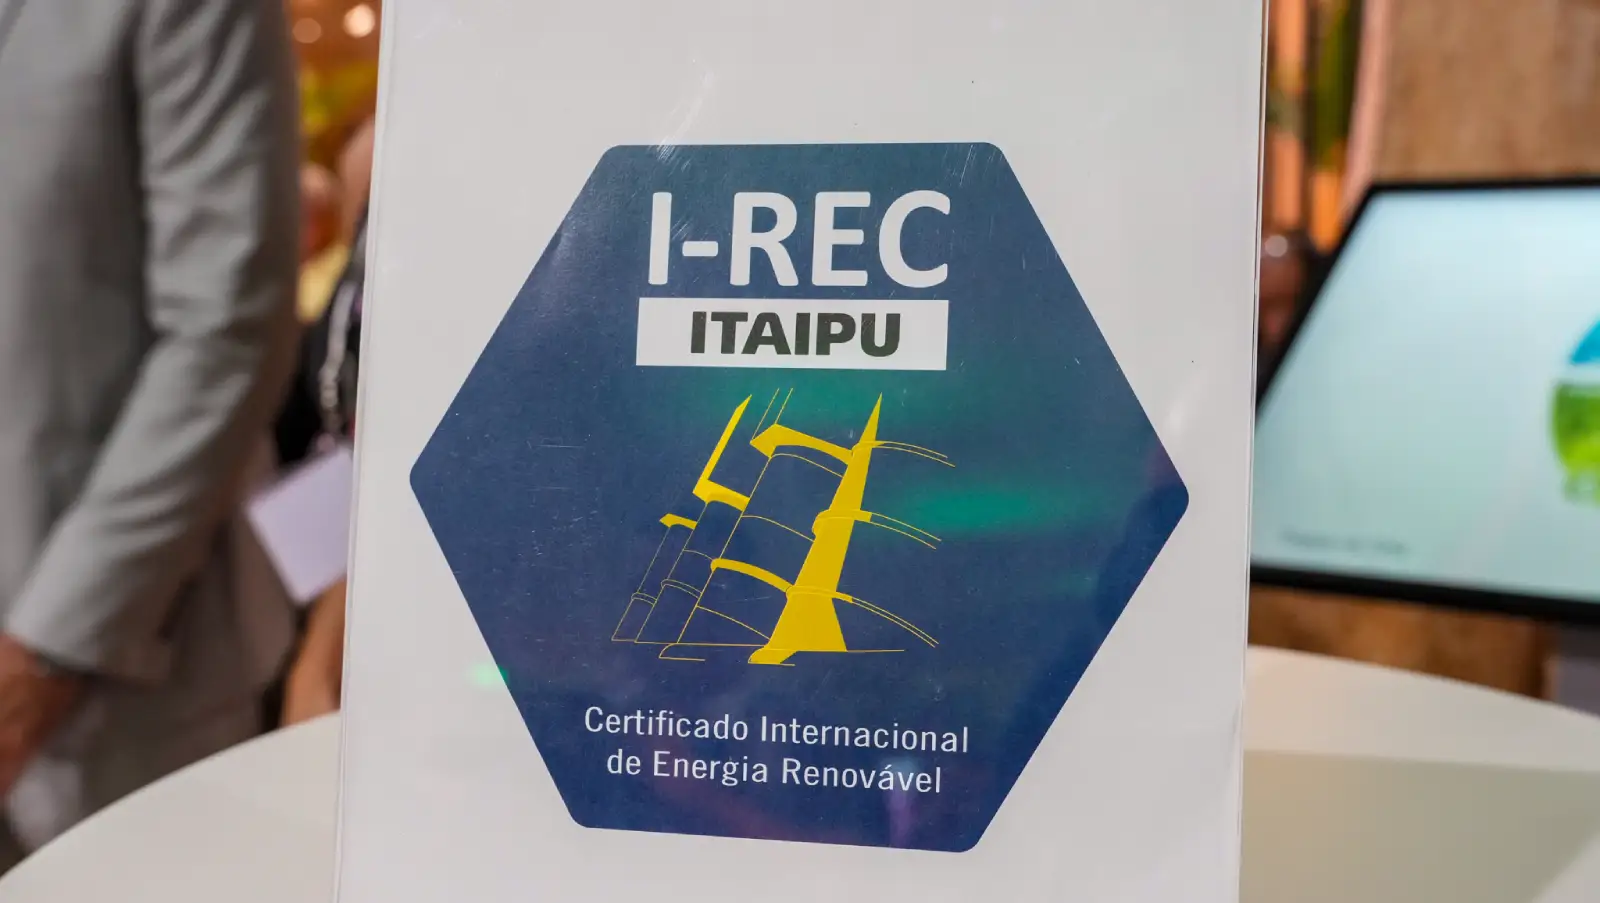 I-REC
ITAIPU
Certificado Internacional
de Energia Renovável